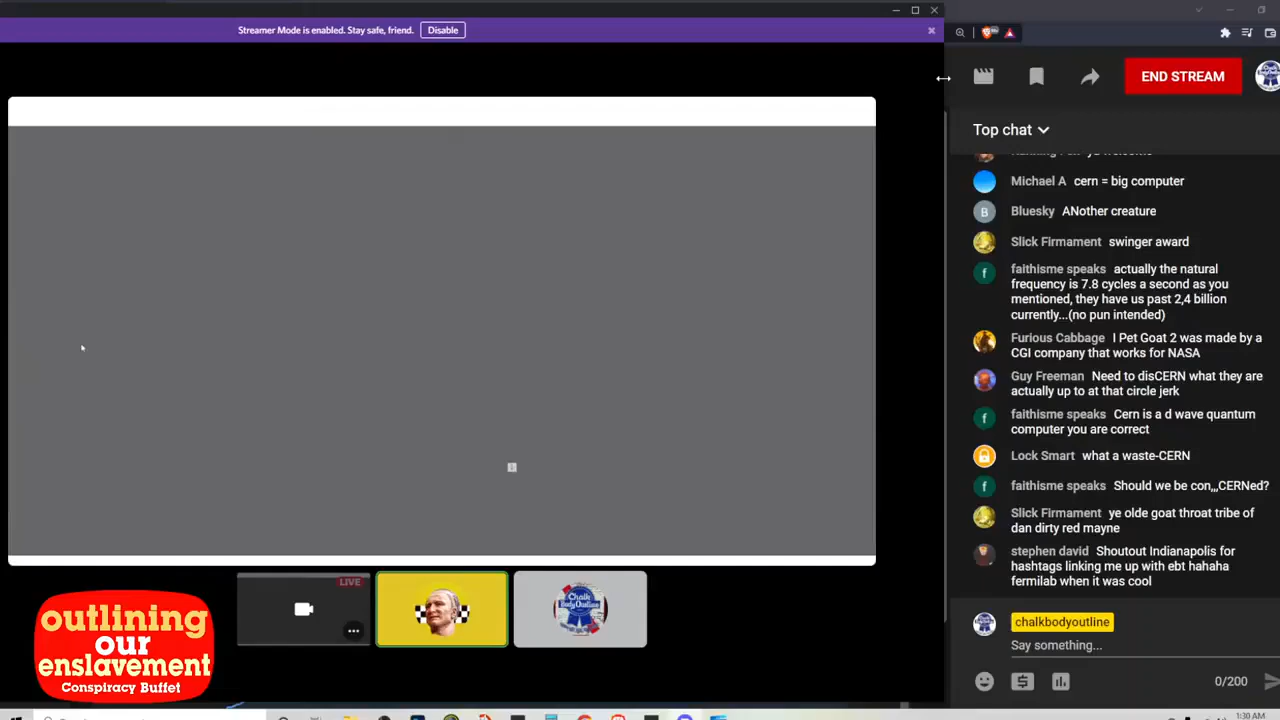 Streamer Mode is enabled. Stay safe, friend. Disable
END STREAM
Top chat
Michael A cern = big computer
Bluesky ANother creature
Slick Firmament swinger award
faithisme speaks actually the natural
frequency is 7.8 cycles a second as you
mentioned, they have us past 2,4 billion
currently...(no pun intended)
Furious Cabbage I Pet Goat 2 was made by a
CGI company that works for NASA
Guy Freeman Need to disCERN what they are
actually up to at that circle jerk
faithisme speaks Cern is a d wave quantum
computer you are correct
Lock Smart what a waste-CERN
faithisme speaks Should we be con,,,CERNed?
Slick Firmament ye olde goat throat tribe of
dan dirty red mayne
stephen david Shoutout Indianapolis for
hashtags linking me up with ebt hahaha
fermilab when it was cool
chalkbodyoutline
Say something...
0/200
LIVE
Chalk
Body Outline
outlining
our
enslavement
Conspiracy Buffet
1:30 AM